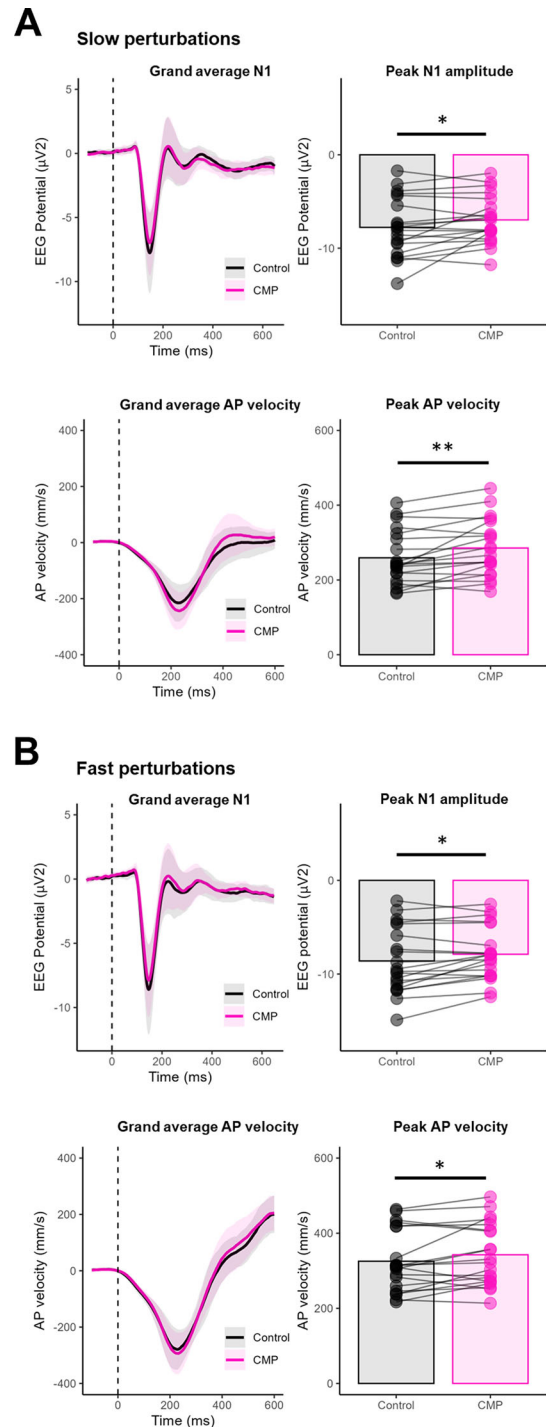 A
Slow perturbations
Grand average N1
5
0
-5
-10
EEG Potential (µV2)
Control
CMP
0
200
400
600
Time (ms)
Peak N1 amplitude
*
0
-10
EEG Potential (µV2)
Control
CMP
Grand average AP velocity
400
200
0
-200
-400
AP velocity (mm/s)
Control
CMP
0
200
400
600
Time (ms)
Peak AP velocity
**
600
400
200
0
AP velocity (mm/s)
Control
CMP
B
Fast perturbations
Grand average N1
5
0
-5
-10
EEG Potential (µV2)
Control
CMP
0
200
400
600
Time (ms)
Peak N1 amplitude
*
0
-10
EEG potential (µV2)
Control
CMP
Grand average AP velocity
400
200
0
-200
-400
AP velocity (mm/s)
Control
CMP
0
200
400
600
Time (ms)
Peak AP velocity
*
600
400
200
0
AP velocity (mm/s)
Control
CMP